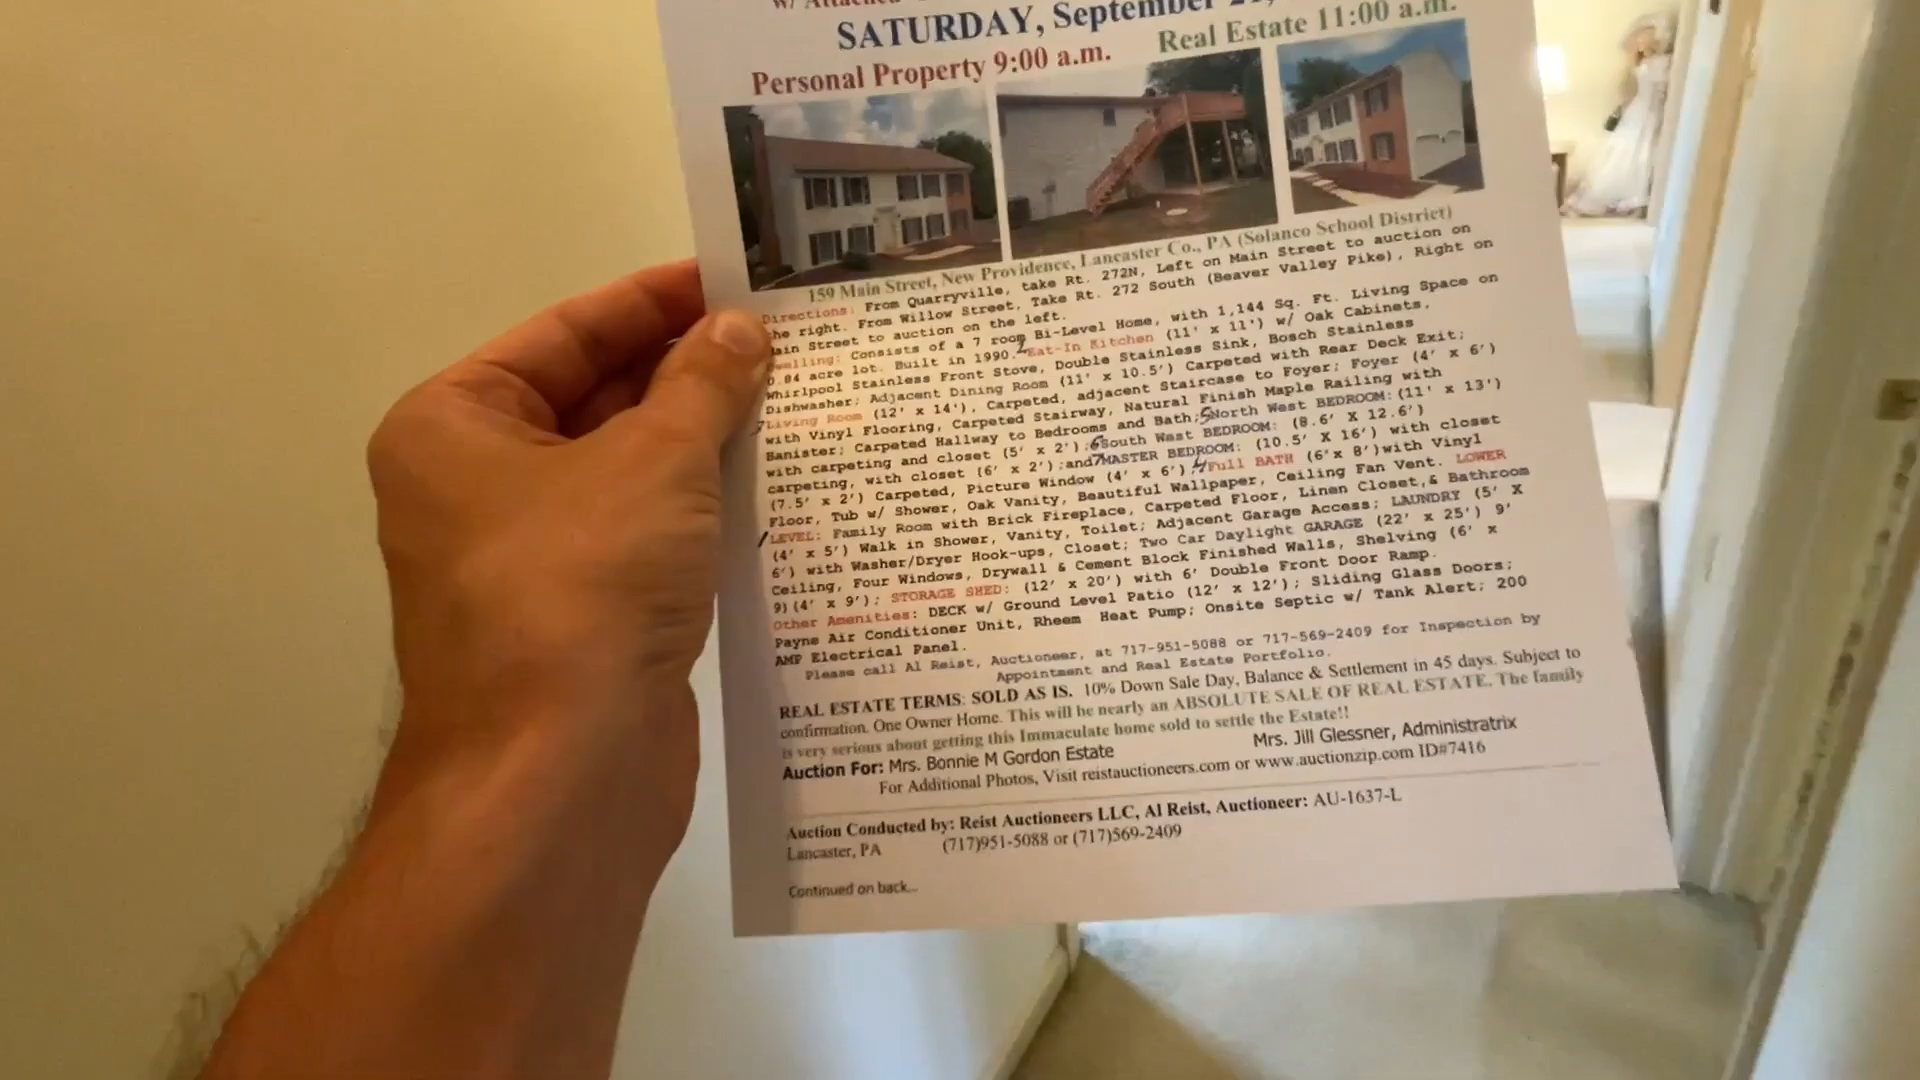 w/ Attached
SATURDAY, September 21,
Personal Property 9:00 a.m. Real Estate 11:00 a.m.
159 Main Street, New Providence, Lancaster Co., PA (Solanco School District)
Directions: From Quarryville, take Rt. 272N, Left on Main Street to auction on
the right. From Willow Street, Take Rt. 272 South (Beaver Valley Pike), Right on
Main Street to auction on the left.
Dwelling: Consists of a 7 room Bi-Level Home, with 1,144 Sq. Ft. Living Space on
0.84 acre lot. Built in 1990. Eat-In Kitchen (11' x 11') w/ Oak Cabinets,
Whirlpool Stainless Front Stove, Double Stainless Sink, Bosch Stainless
Dishwasher; Adjacent Dining Room (11' x 10.5') Carpeted with Rear Deck Exit;
3 Living Room (12' x 14'), Carpeted, adjacent Staircase to Foyer; Foyer (4' x 6')
with Vinyl Flooring, Carpeted Stairway, Natural Finish Maple Railing with
Banister; Carpeted Hallway to Bedrooms and Bath; 5 North West BEDROOM: (11' x 13')
with carpeting and closet (5' x 2'); 6 South West BEDROOM: (8.6' X 12.6')
carpeting, with closet (6' x 2'); and 7 MASTER BEDROOM: (10.5' X 16') with closet
(7.5' x 2') Carpeted, Picture Window (4' x 6'); 4 Full BATH (6'x 8')with Vinyl
Floor, Tub w/ Shower, Oak Vanity, Beautiful Wallpaper, Ceiling Fan Vent. LOWER
1 LEVEL: Family Room with Brick Fireplace, Carpeted Floor, Linen Closet,& Bathroom
(4' x 5') Walk in Shower, Vanity, Toilet; Adjacent Garage Access; LAUNDRY (5' X
6') with Washer/Dryer Hook-ups, Closet; Two Car Daylight GARAGE (22' x 25') 9'
Ceiling, Four Windows, Drywall & Cement Block Finished Walls, Shelving (6' x
9)(4' x 9'); STORAGE SHED: (12' x 20') with 6' Double Front Door Ramp.
Other Amenities: DECK w/ Ground Level Patio (12' x 12'); Sliding Glass Doors;
Payne Air Conditioner Unit, Rheem Heat Pump; Onsite Septic w/ Tank Alert; 200
AMP Electrical Panel.
Please call Al Reist, Auctioneer, at 717-951-5088 or 717-569-2409 for Inspection by
Appointment and Real Estate Portfolio.
REAL ESTATE TERMS: SOLD AS IS. 10% Down Sale Day, Balance & Settlement in 45 days. Subject to
confirmation. One Owner Home. This will be nearly an ABSOLUTE SALE OF REAL ESTATE. The family
is very serious about getting this Immaculate home sold to settle the Estate!!
Auction For: Mrs. Bonnie M Gordon Estate Mrs. Jill Glessner, Administratrix
For Additional Photos, Visit reistauctioneers.com or www.auctionzip.com ID#7416
Auction Conducted by: Reist Auctioneers LLC, Al Reist, Auctioneer: AU-1637-L
Lancaster, PA (717)951-5088 or (717)569-2409
Continued on back...